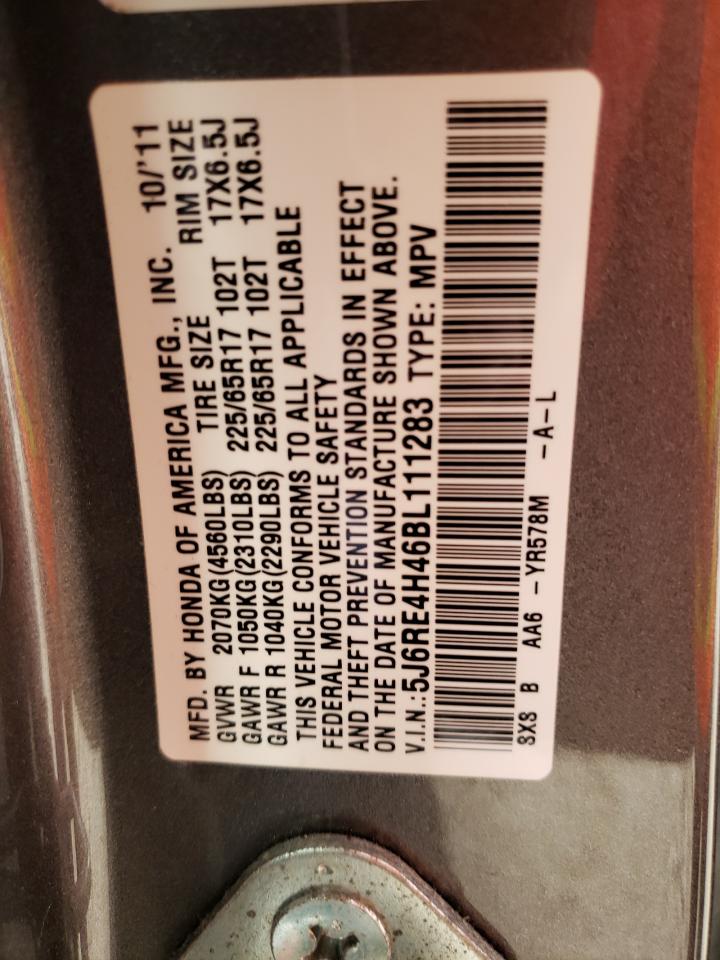 MFD. BY HONDA OF AMERICA MFG., INC. 10/'11
GVWR 2070KG(4560LBS) TIRE SIZE RIM SIZE
GAWR F 1050KG(2310LBS) 225/65R17 102T 17X6.5J
GAWR R 1040KG(2290LBS) 225/65R17 102T 17X6.5J
THIS VEHICLE CONFORMS TO ALL APPLICABLE
FEDERAL MOTOR VEHICLE SAFETY
AND THEFT PREVENTION STANDARDS IN EFFECT
ON THE DATE OF MANUFACTURE SHOWN ABOVE.
V.I.N.:5J6RE4H46BL111283 TYPE: MPV
SXS B AA6 -YR578M -A-L